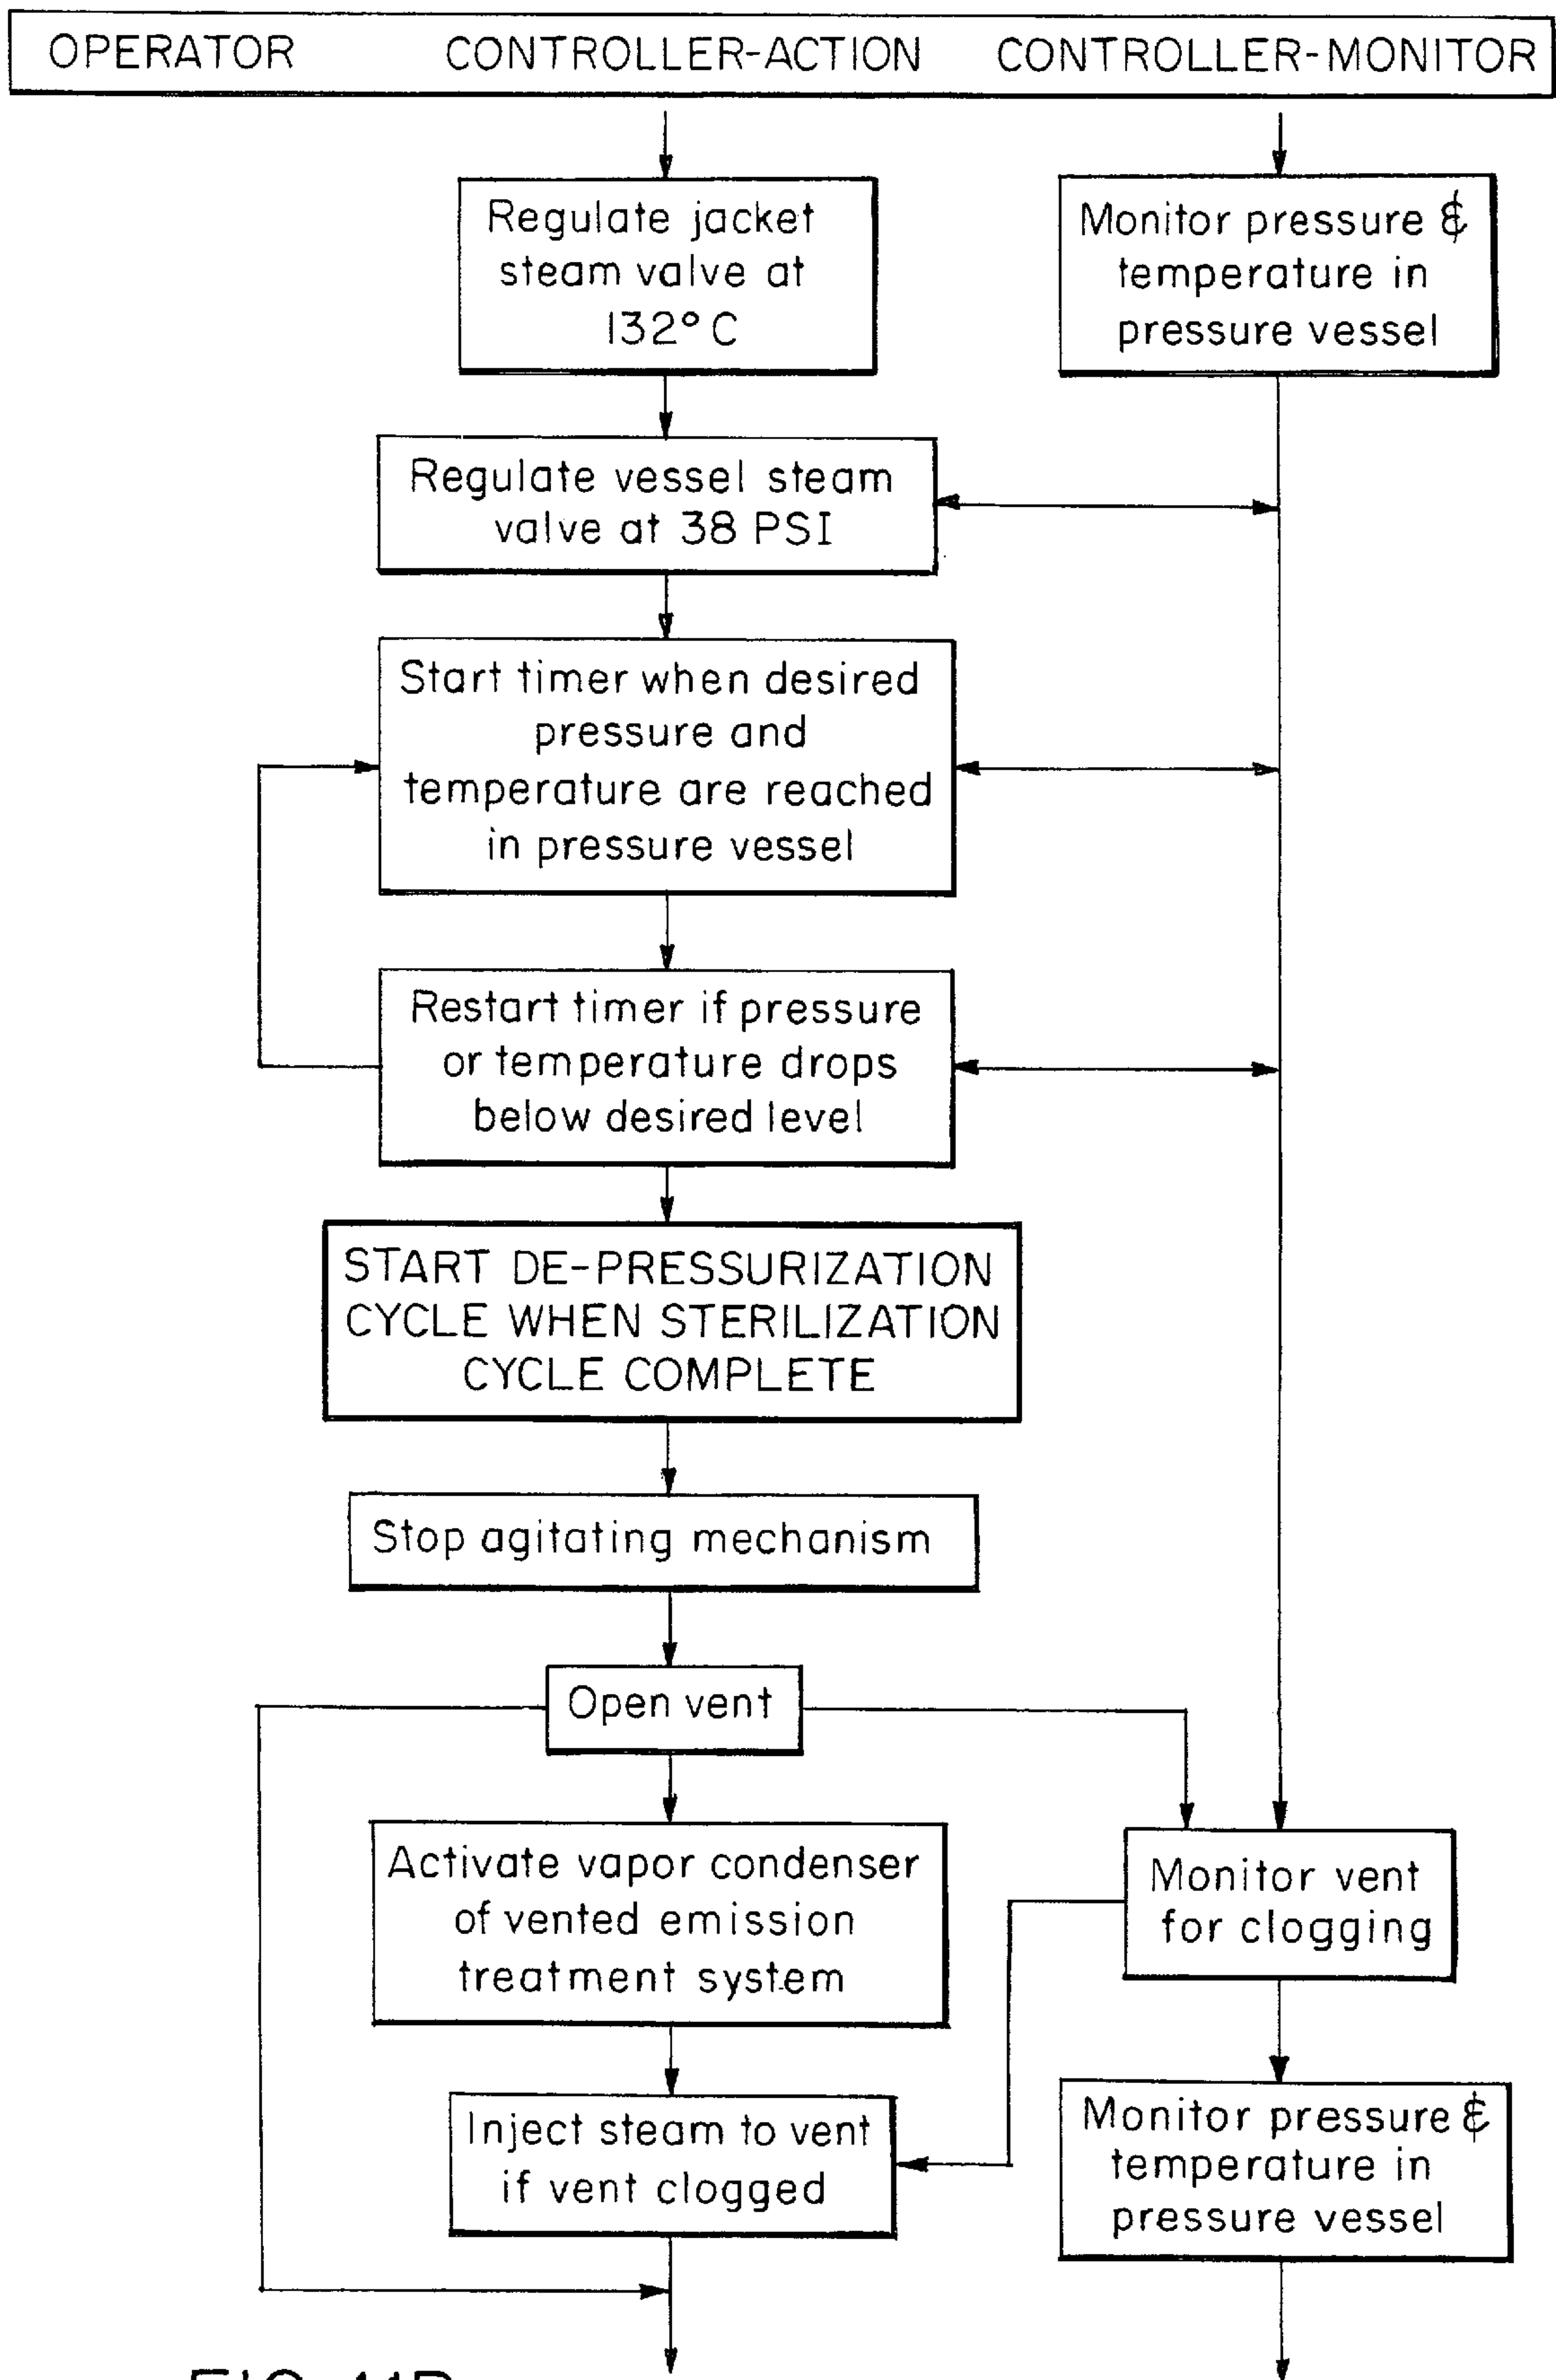 OPERATOR CONTROLLER-ACTION CONTROLLER-MONITOR
Regulate jacket
steam valve at
132° C
Monitor pressure &
temperature in
pressure vessel
Regulate vessel steam
valve at 38 PSI
Start timer when desired
pressure and
temperature are reached
in pressure vessel
Restart timer if pressure
or temperature drops
below desired level
START DE-PRESSURIZATION
CYCLE WHEN STERILIZATION
CYCLE COMPLETE
Stop agitating mechanism
Open vent
Activate vapor condenser
of vented emission
treatment system
Monitor vent
for clogging
Inject steam to vent
if vent clogged
Monitor pressure &
temperature in
pressure vessel